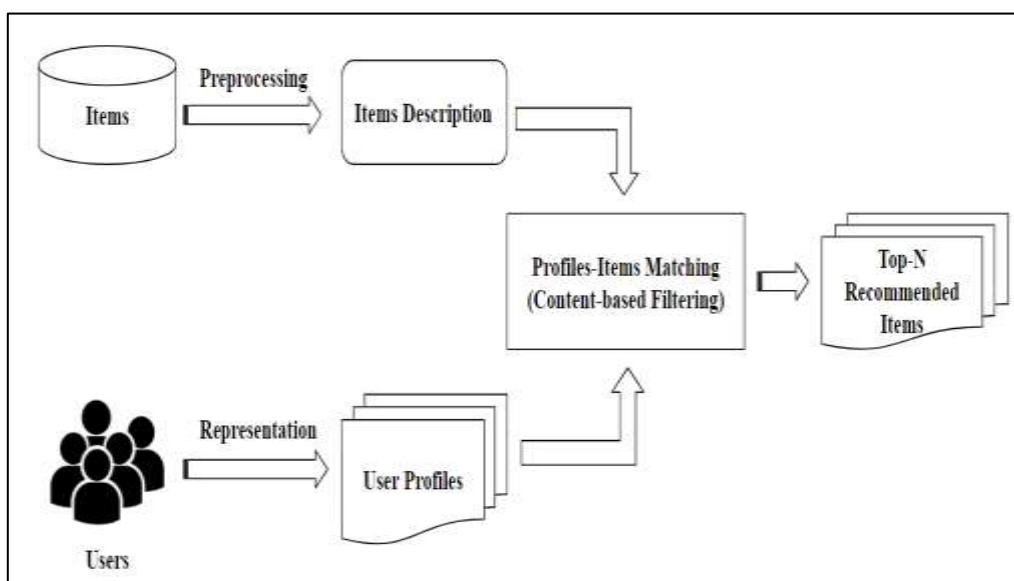 Preprocessing
Items
Items Description
Profiles-Items Matching
(Content-based Filtering)
Top-N
Recommended
Items
Representation
User Profiles
Users